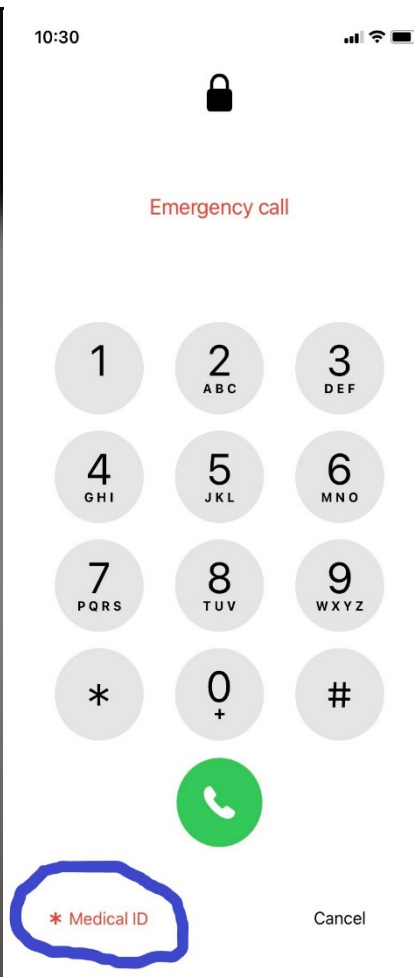 10:30
Emergency call
1
2
ABC
3
DEF
4
GHI
5
JKL
6
MNO
7
PQRS
8
TUV
9
WXYZ
*
0
+
#
* Medical ID
Cancel